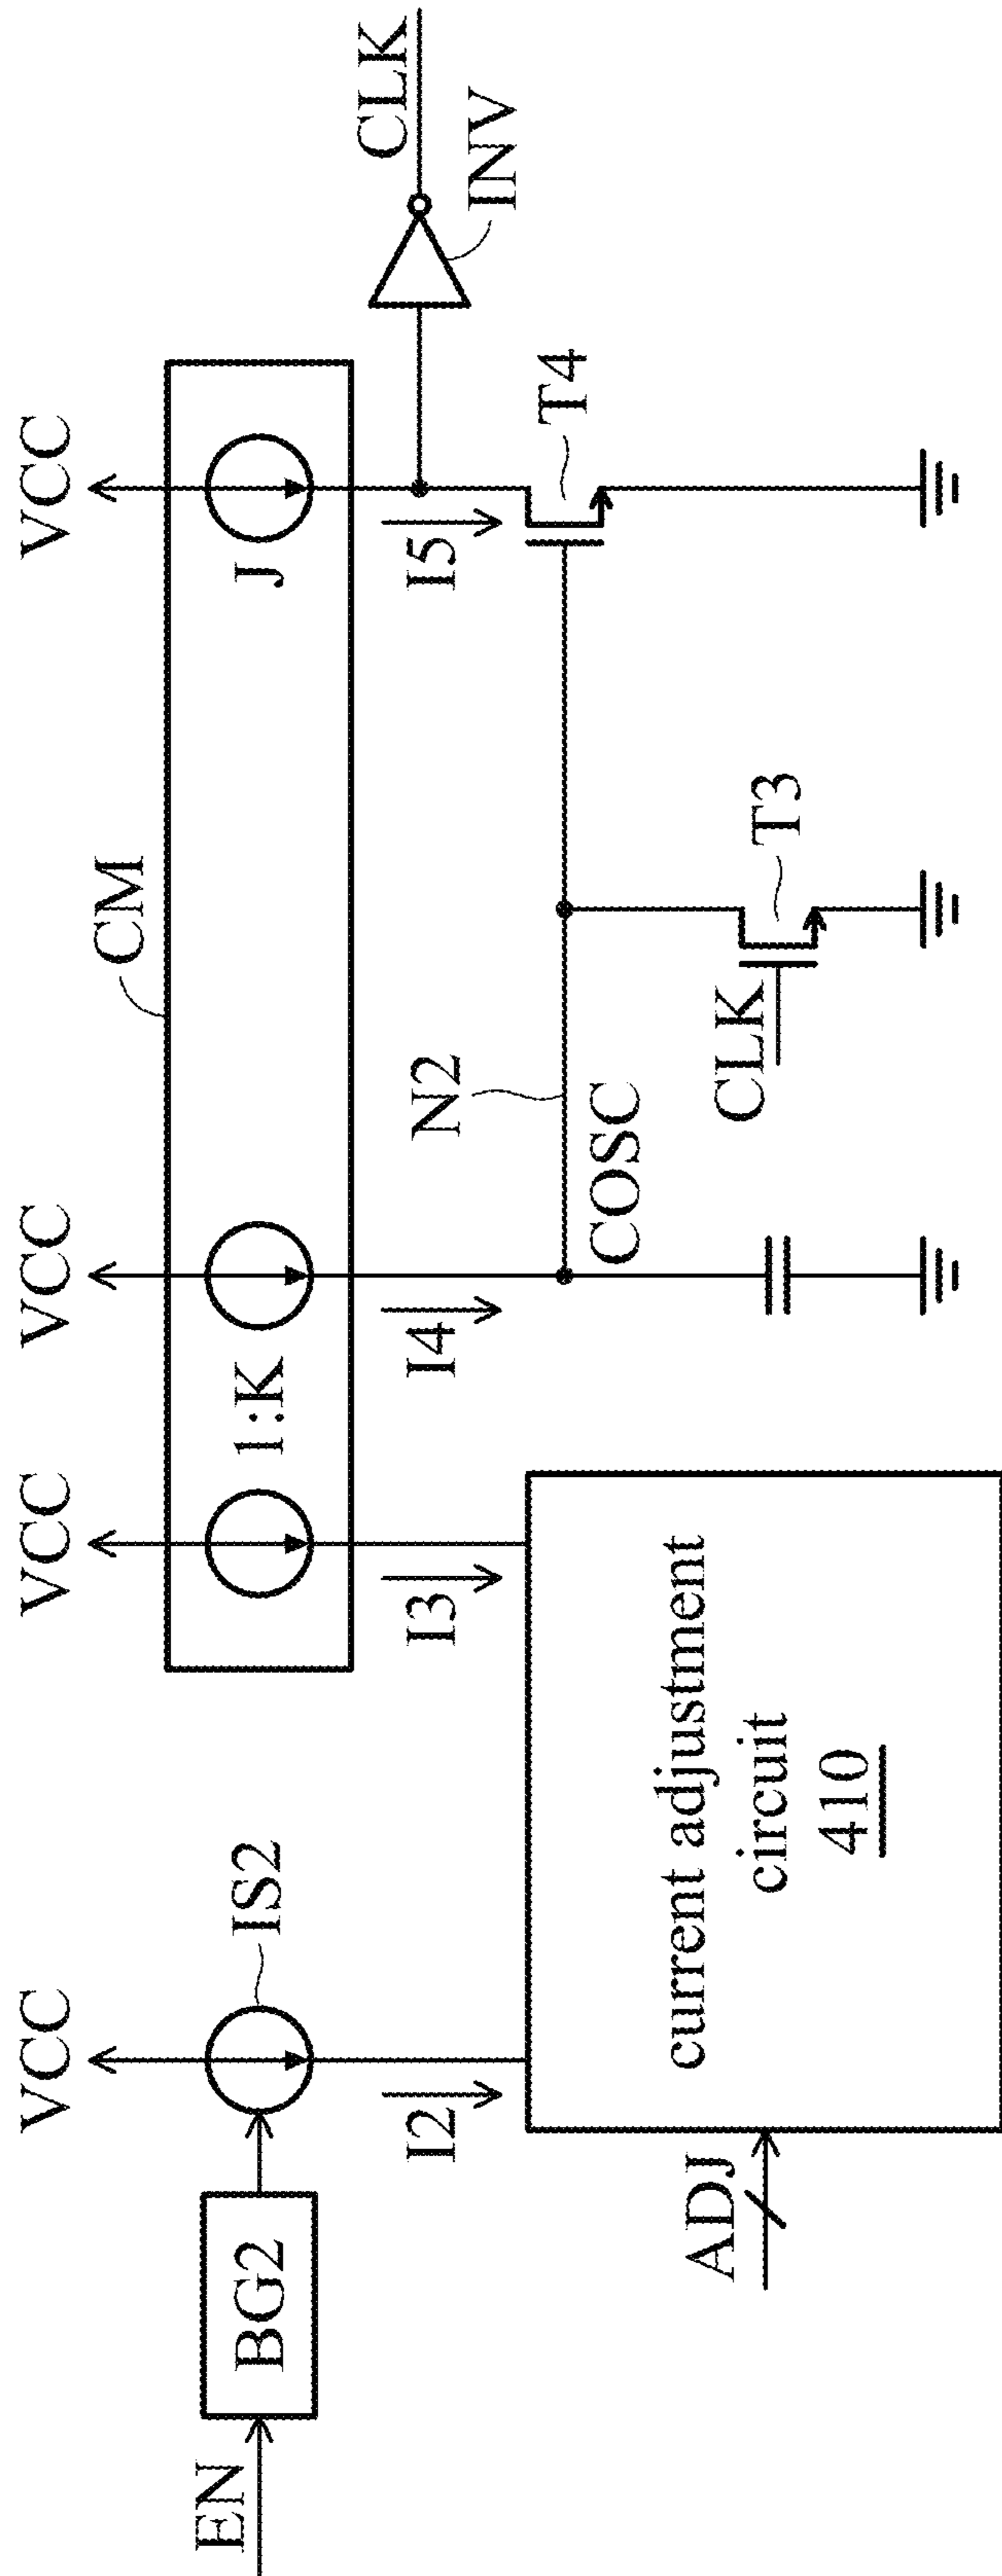 VCC
VCC
VCC
VCC
CM
EN
BG2
IS2
1:K
J
CLK
INV
I2
I3
I4
N2
I5
T4
COSC
ADJ
current adjustment
circuit
410
CLK
T3